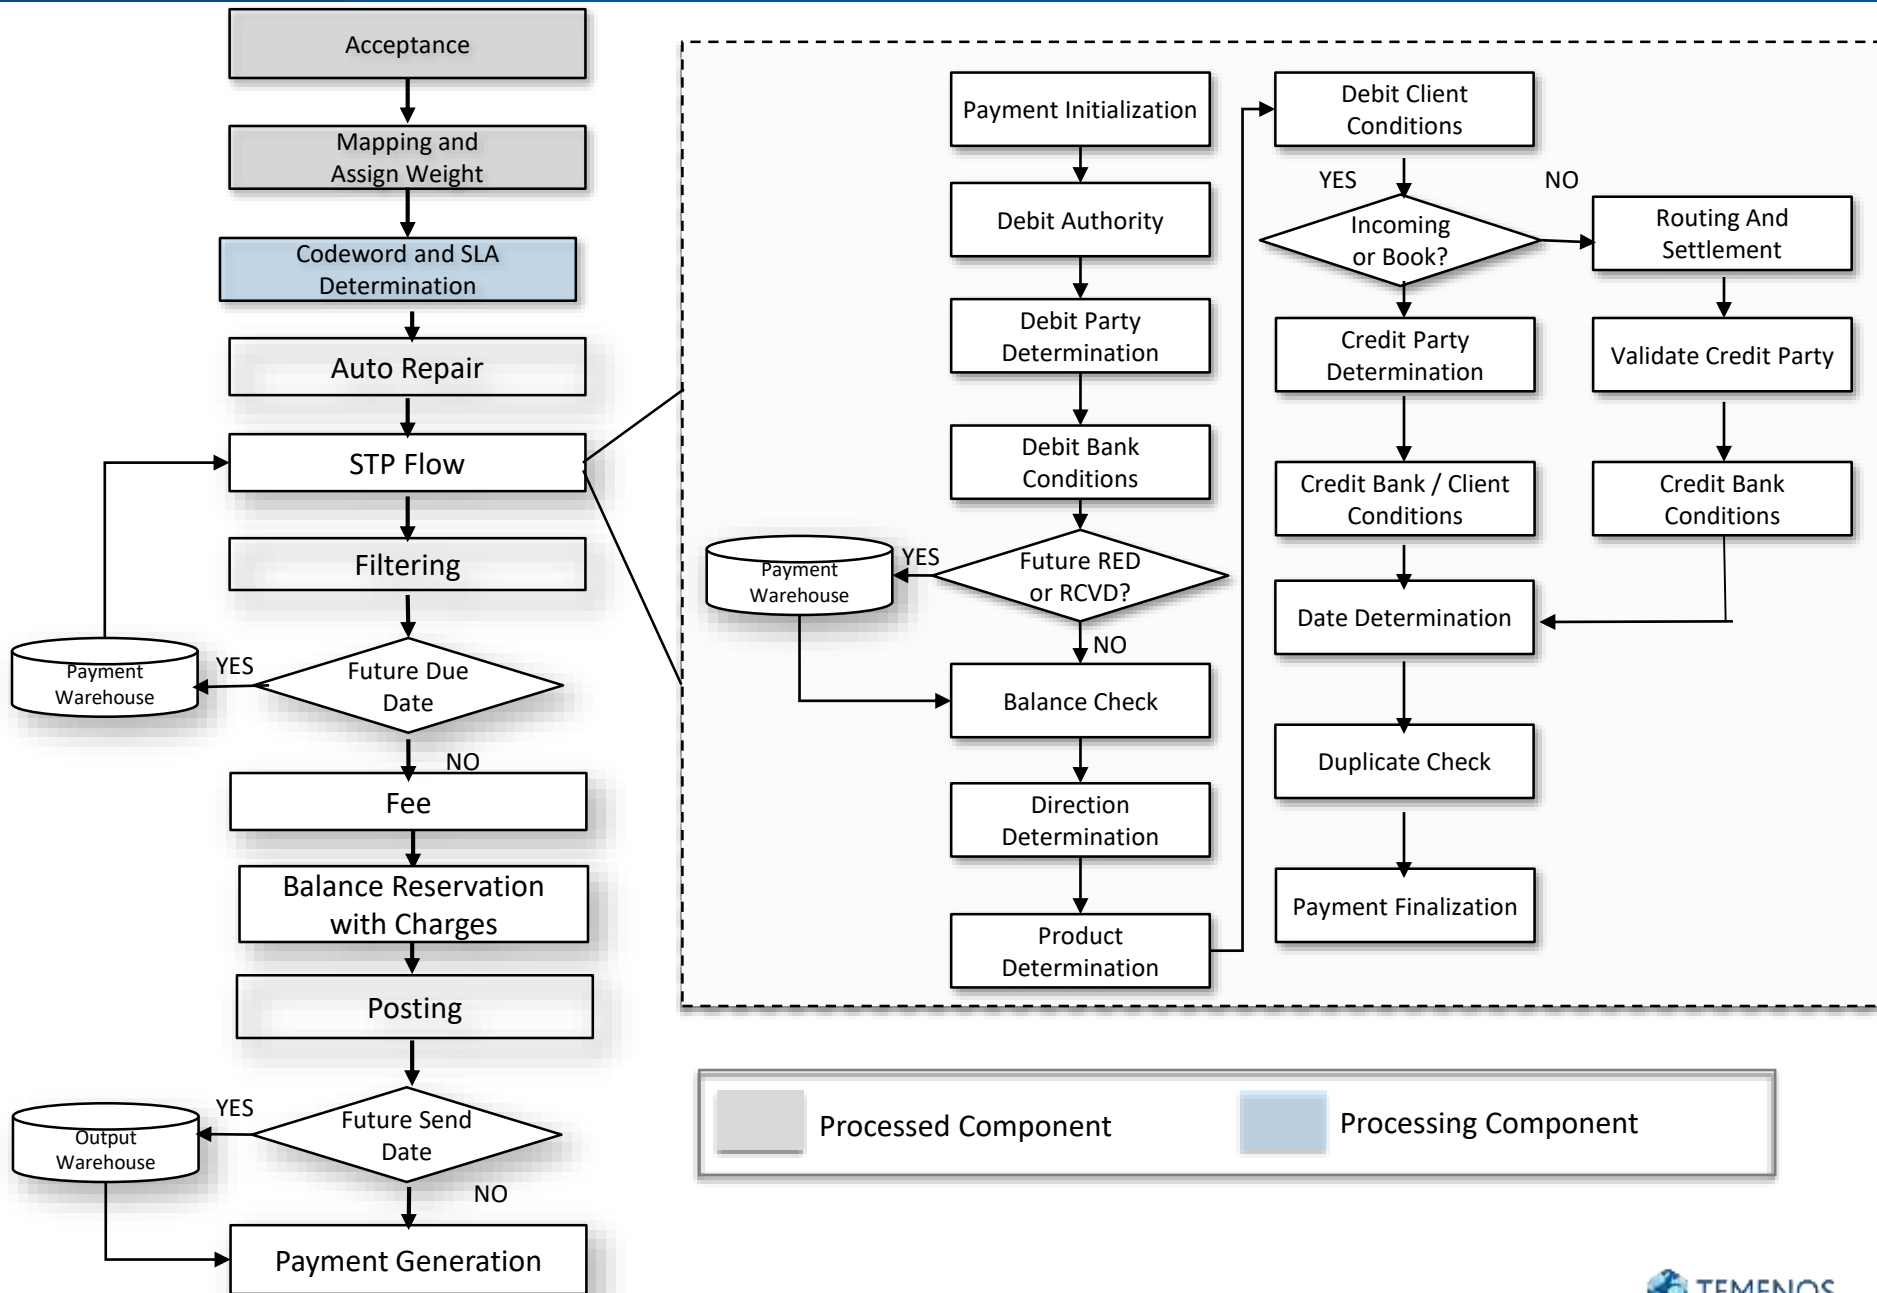 Acceptance
Mapping and
Assign Weight
Codeword and SLA
Determination
Auto Repair
STP Flow
Filtering
Future Due
Date
YES
Payment
Warehouse
NO
Fee
Balance Reservation
with Charges
Posting
Future Send
Date
YES
Output
Warehouse
NO
Payment Generation
Payment Initialization
Debit Authority
Debit Party
Determination
Debit Bank
Conditions
Future RED
or RCVD?
YES
Payment
Warehouse
NO
Balance Check
Direction
Determination
Product
Determination
Debit Client
Conditions
YES
NO
Incoming
or Book?
Routing And
Settlement
Credit Party
Determination
Validate Credit Party
Credit Bank / Client
Conditions
Credit Bank
Conditions
Date Determination
Duplicate Check
Payment Finalization
Processed Component
Processing Component
TEMENOS